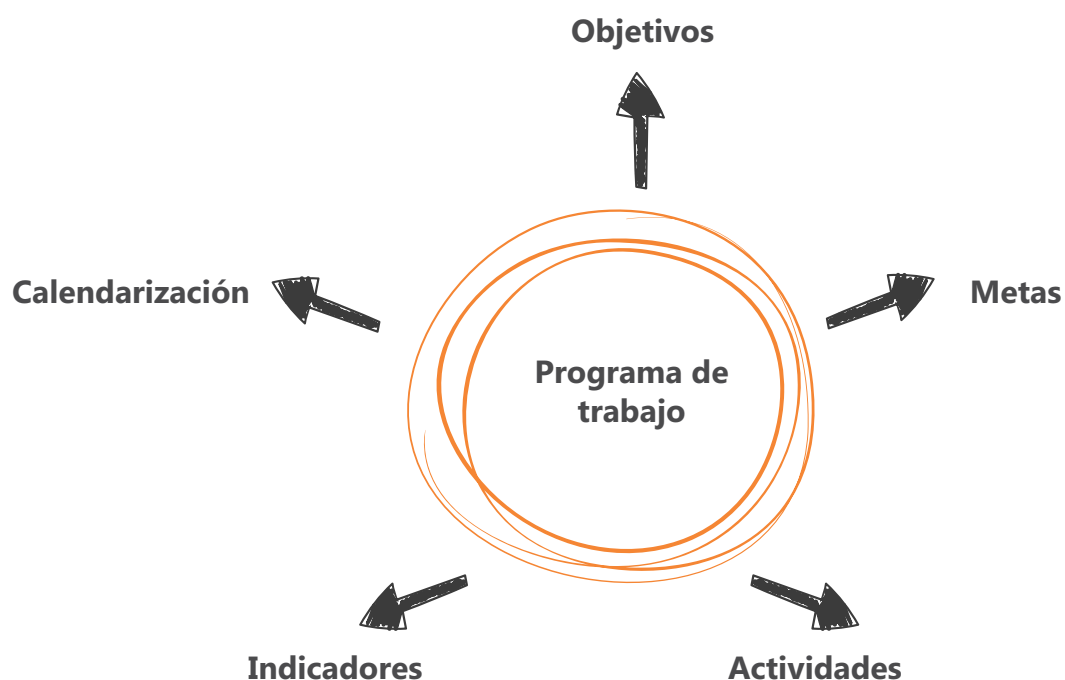 Objetivos
Calendarización
Metas
Programa de
trabajo
Indicadores
Actividades